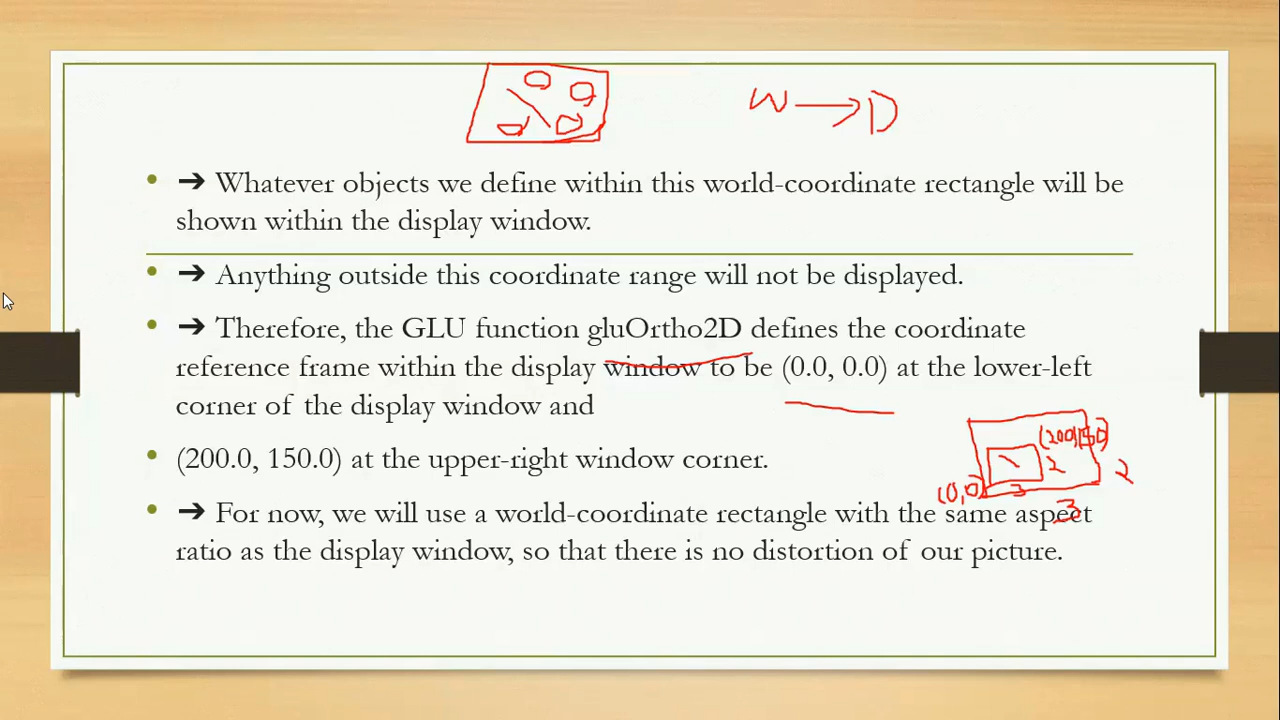 W → D
• ➔ Whatever objects we define within this world-coordinate rectangle will be
shown within the display window.
• ➔ Anything outside this coordinate range will not be displayed.
• ➔ Therefore, the GLU function gluOrtho2D defines the coordinate
reference frame within the display window to be (0.0, 0.0) at the lower-left
corner of the display window and
(200,150)
• (200.0, 150.0) at the upper-right window corner.
2 2
(0,0) 3
3
• ➔ For now, we will use a world-coordinate rectangle with the same aspect
ratio as the display window, so that there is no distortion of our picture.